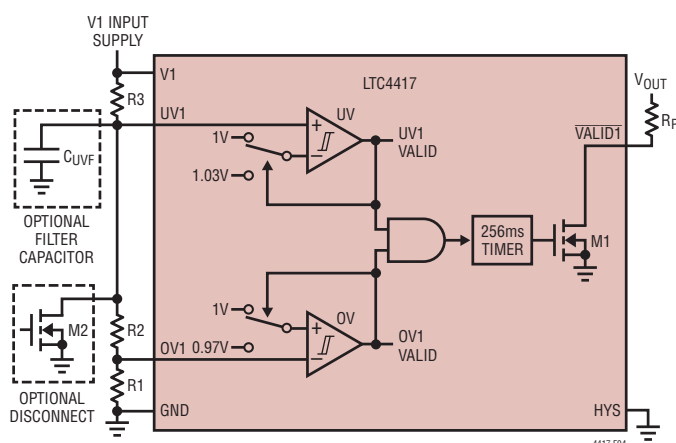 V1 INPUT
SUPPLY
V1
LTC4417
R3
UV1
UV
VOUT
VALID1
CUVF
1V
1.03V
UV1
VALID
OPTIONAL
FILTER
CAPACITOR
256ms
TIMER
M1
M2
R2
OV1
1V
0.97V
OV
OV1
VALID
R1
OPTIONAL
DISCONNECT
GND
HYS